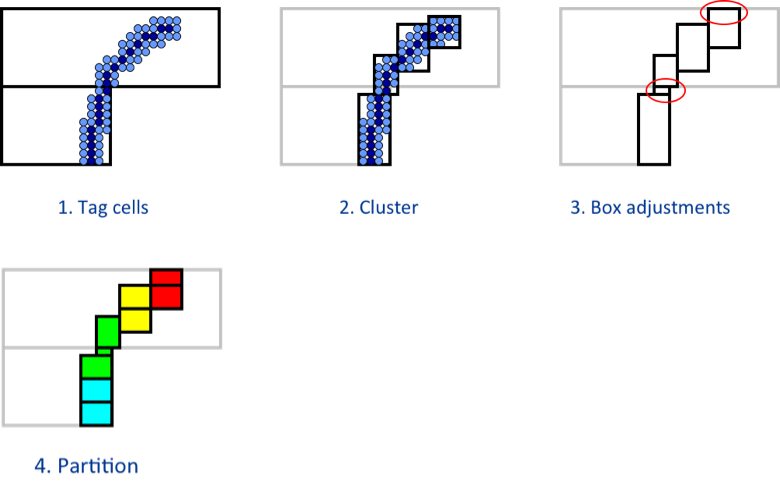 1. Tag cells
2. Cluster
3. Box adjustments
4. Partition